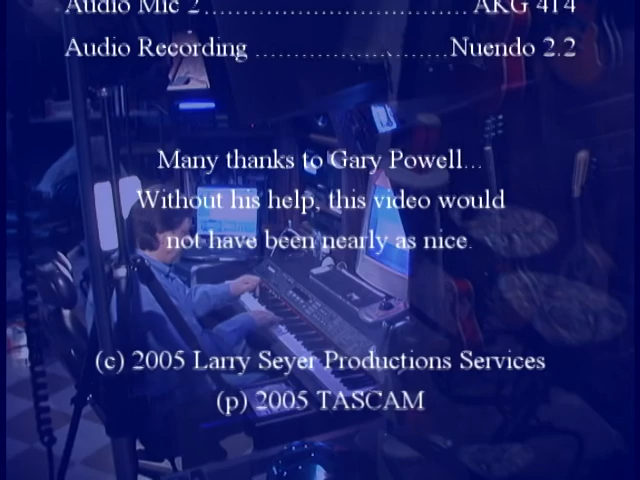 Audio Mic 2.................................. AKG 414
Audio Recording .........................Nuendo 2.2
Many thanks to Gary Powell...
Without his help, this video would
not have been nearly as nice.
(c) 2005 Larry Seyer Productions Services
(p) 2005 TASCAM